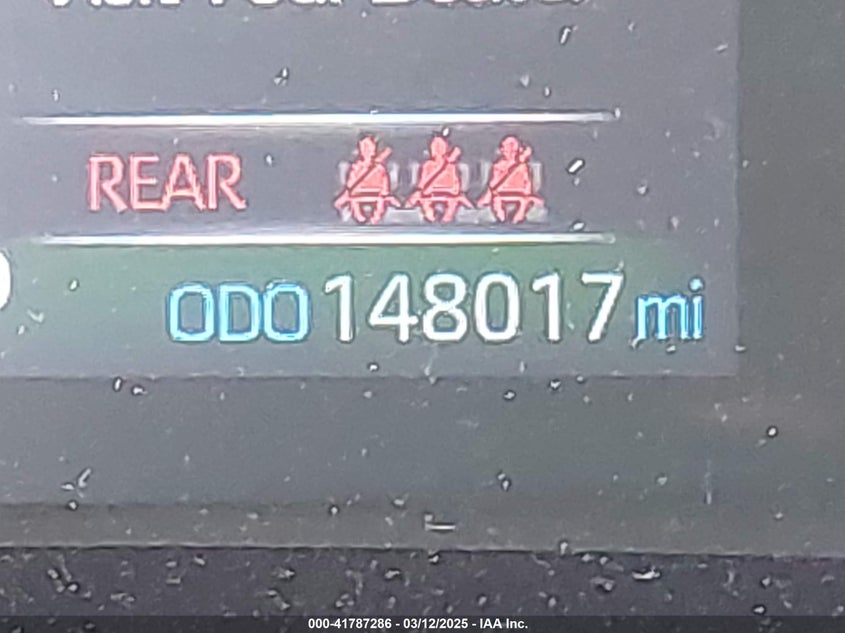 REAR
ODO 148017 mi
000-41787286 - 03/12/2025 - IAA Inc.